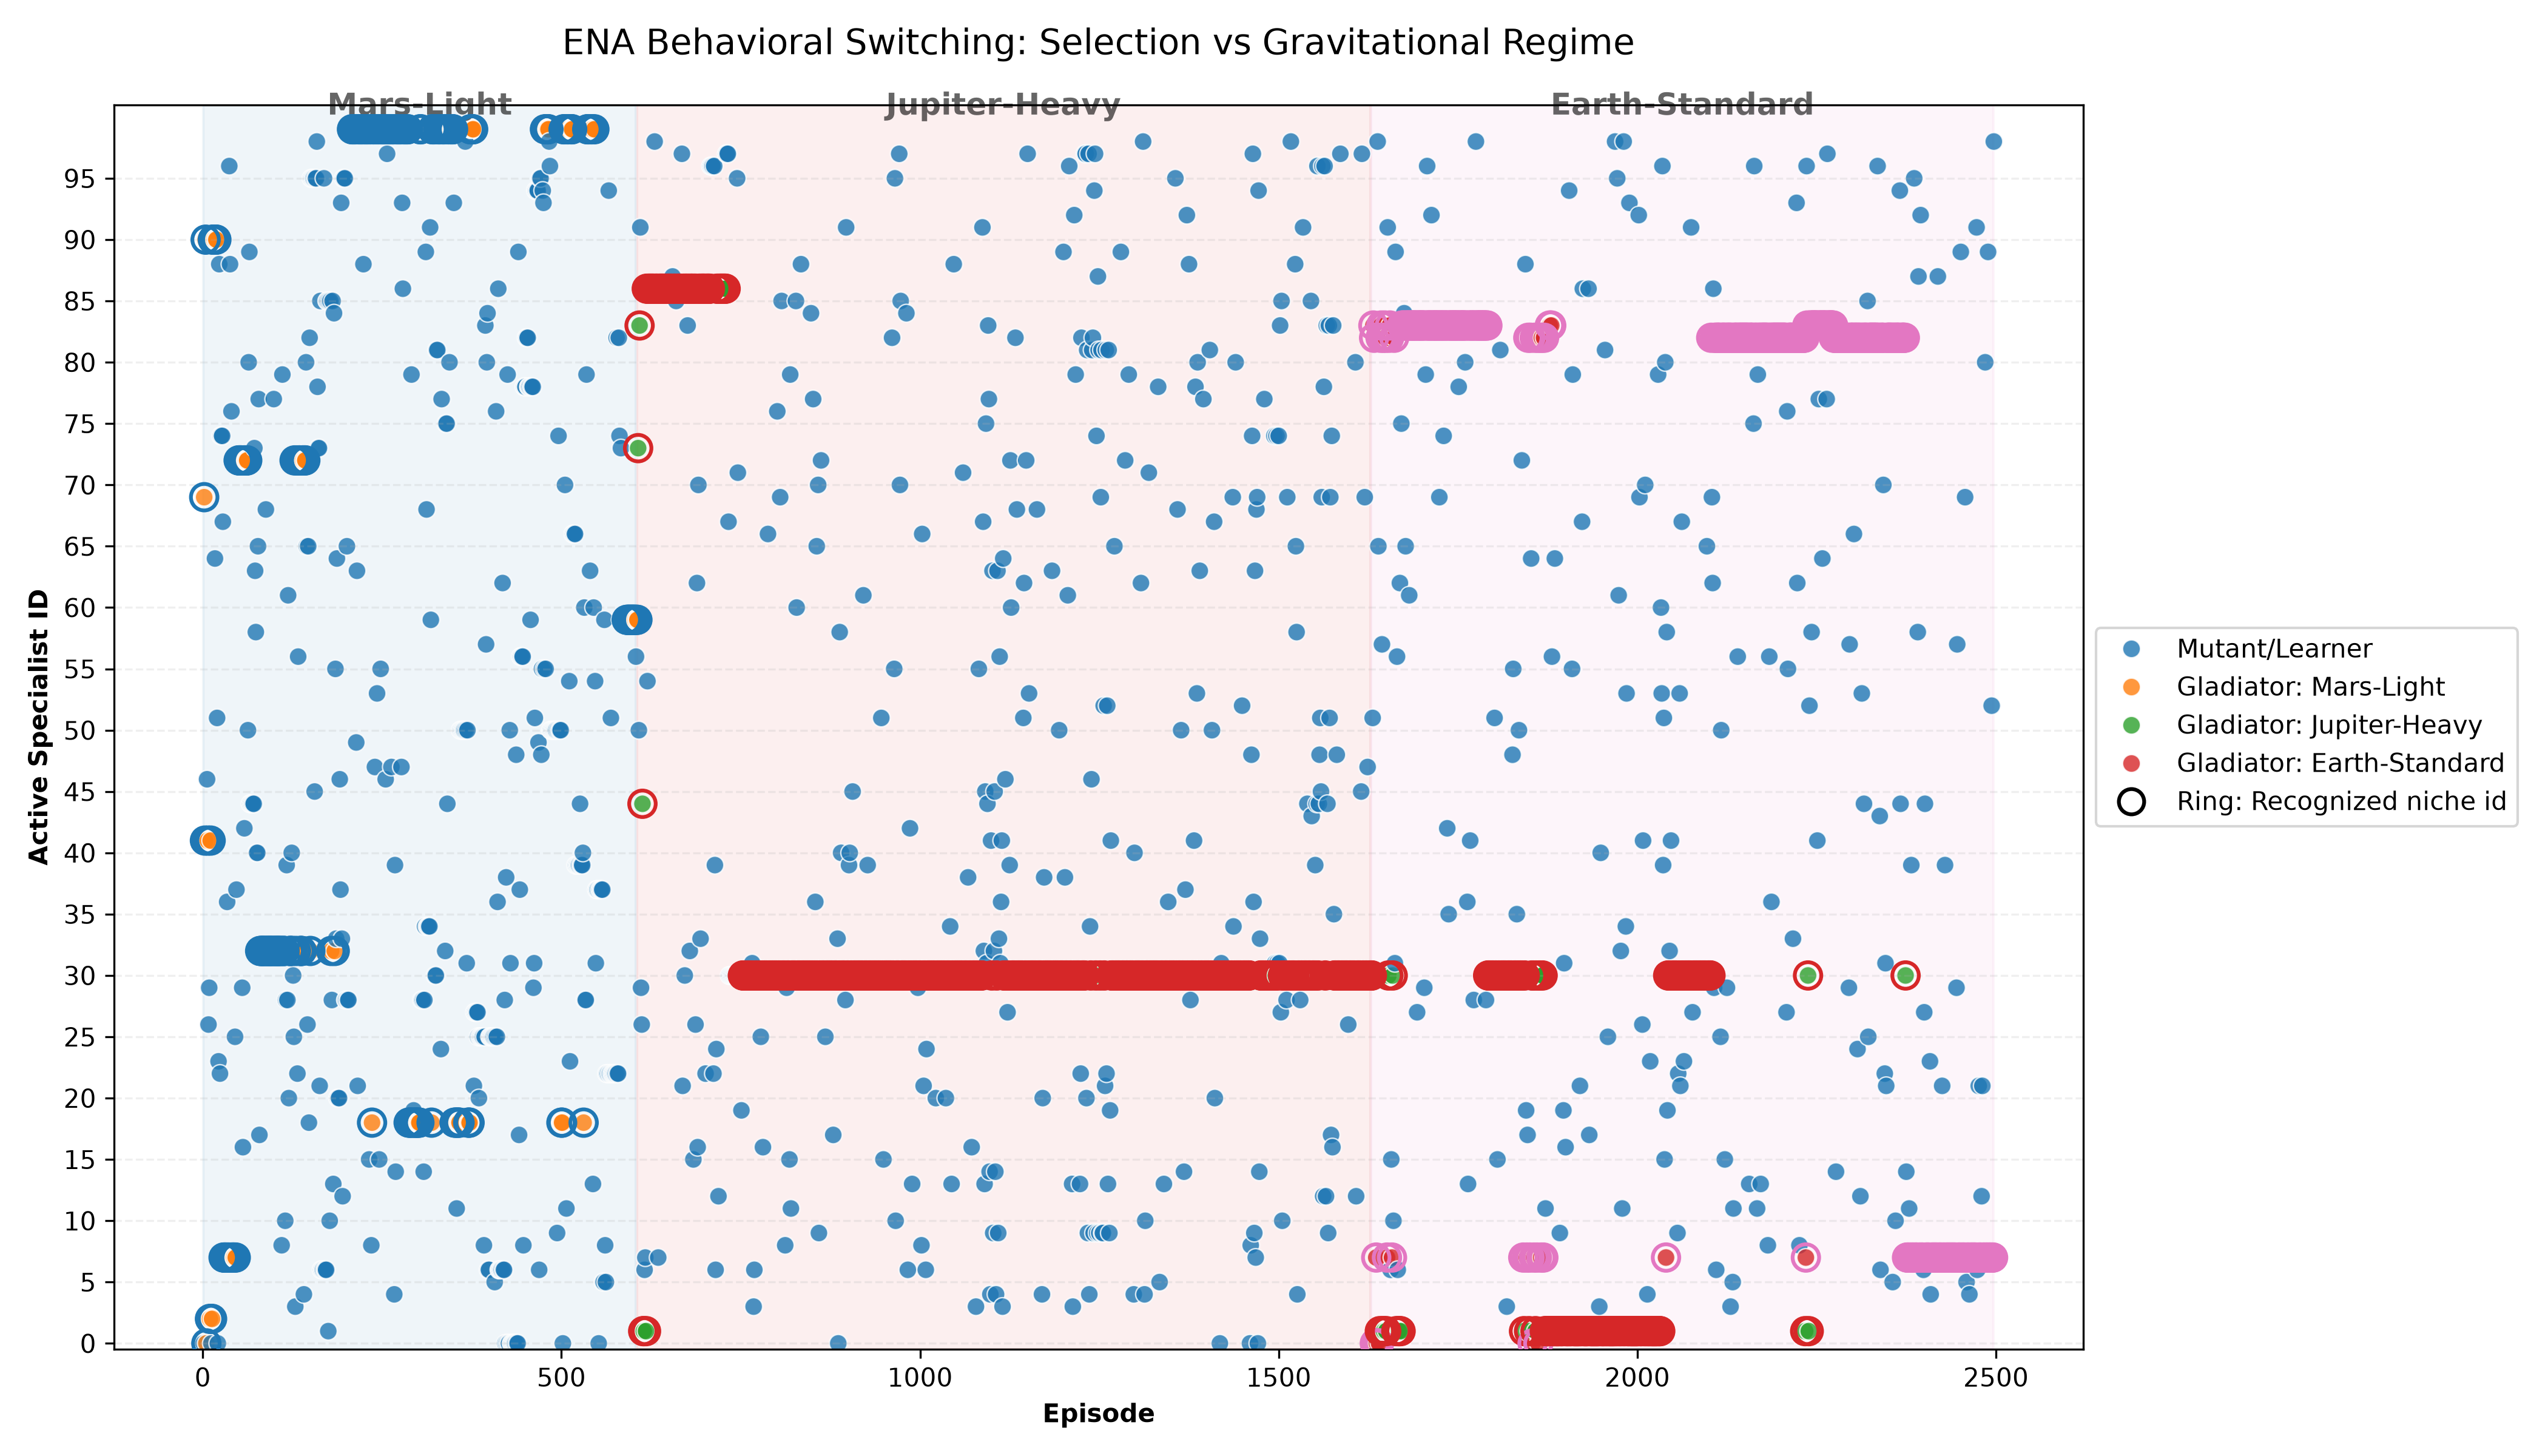 ENA Behavioral Switching: Selection vs Gravitational Regime
Mars-Light
Jupiter-Heavy
Earth-Standard
95
90
85
80
75
70
65
60
55
50
45
40
35
30
25
20
15
10
5
0
Active Specialist ID
0
500
1000
1500
2000
2500
Episode
Mutant/Learner
Gladiator: Mars-Light
Gladiator: Jupiter-Heavy
Gladiator: Earth-Standard
Ring: Recognized niche id